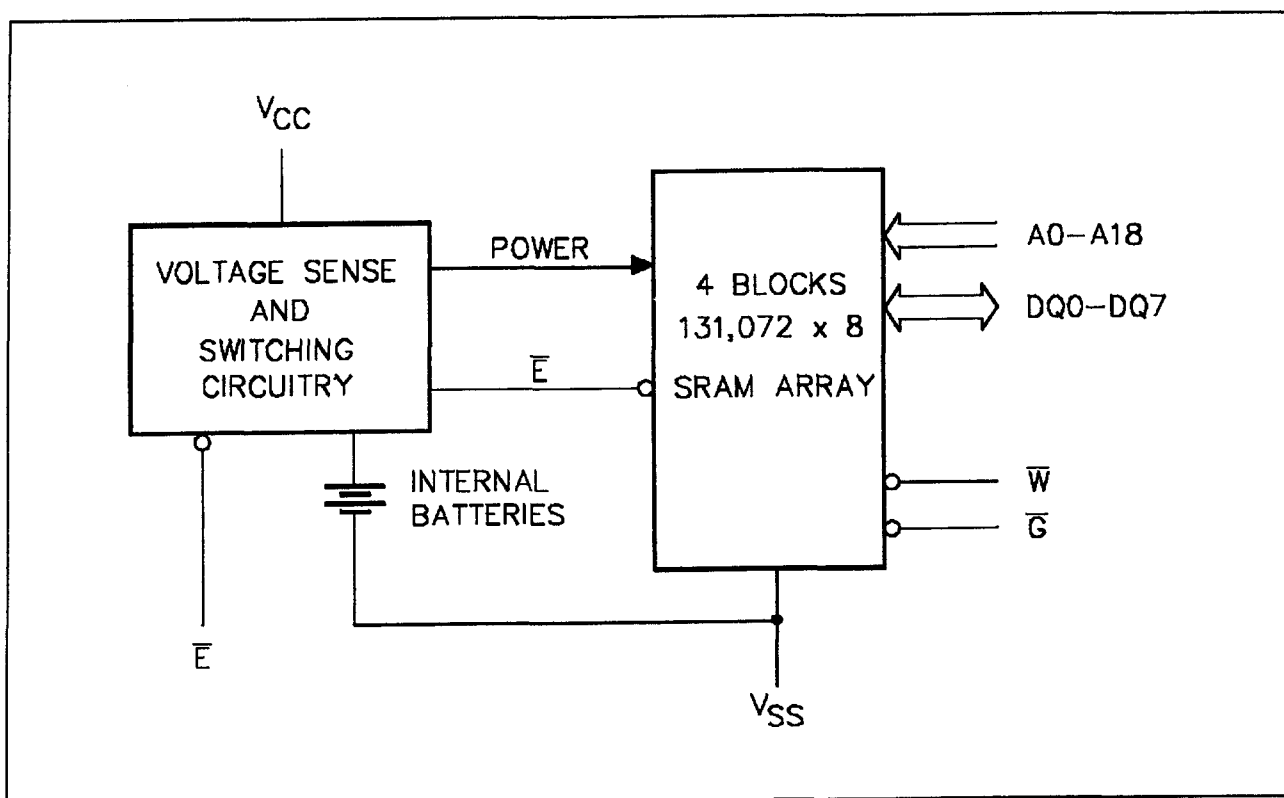 VCC
VOLTAGE SENSE
AND
SWITCHING
CIRCUITRY
POWER
E̅
4 BLOCKS
131,072 x 8
SRAM ARRAY
A0-A18
DQ0-DQ7
W̅
G̅
INTERNAL
BATTERIES
E̅
VSS